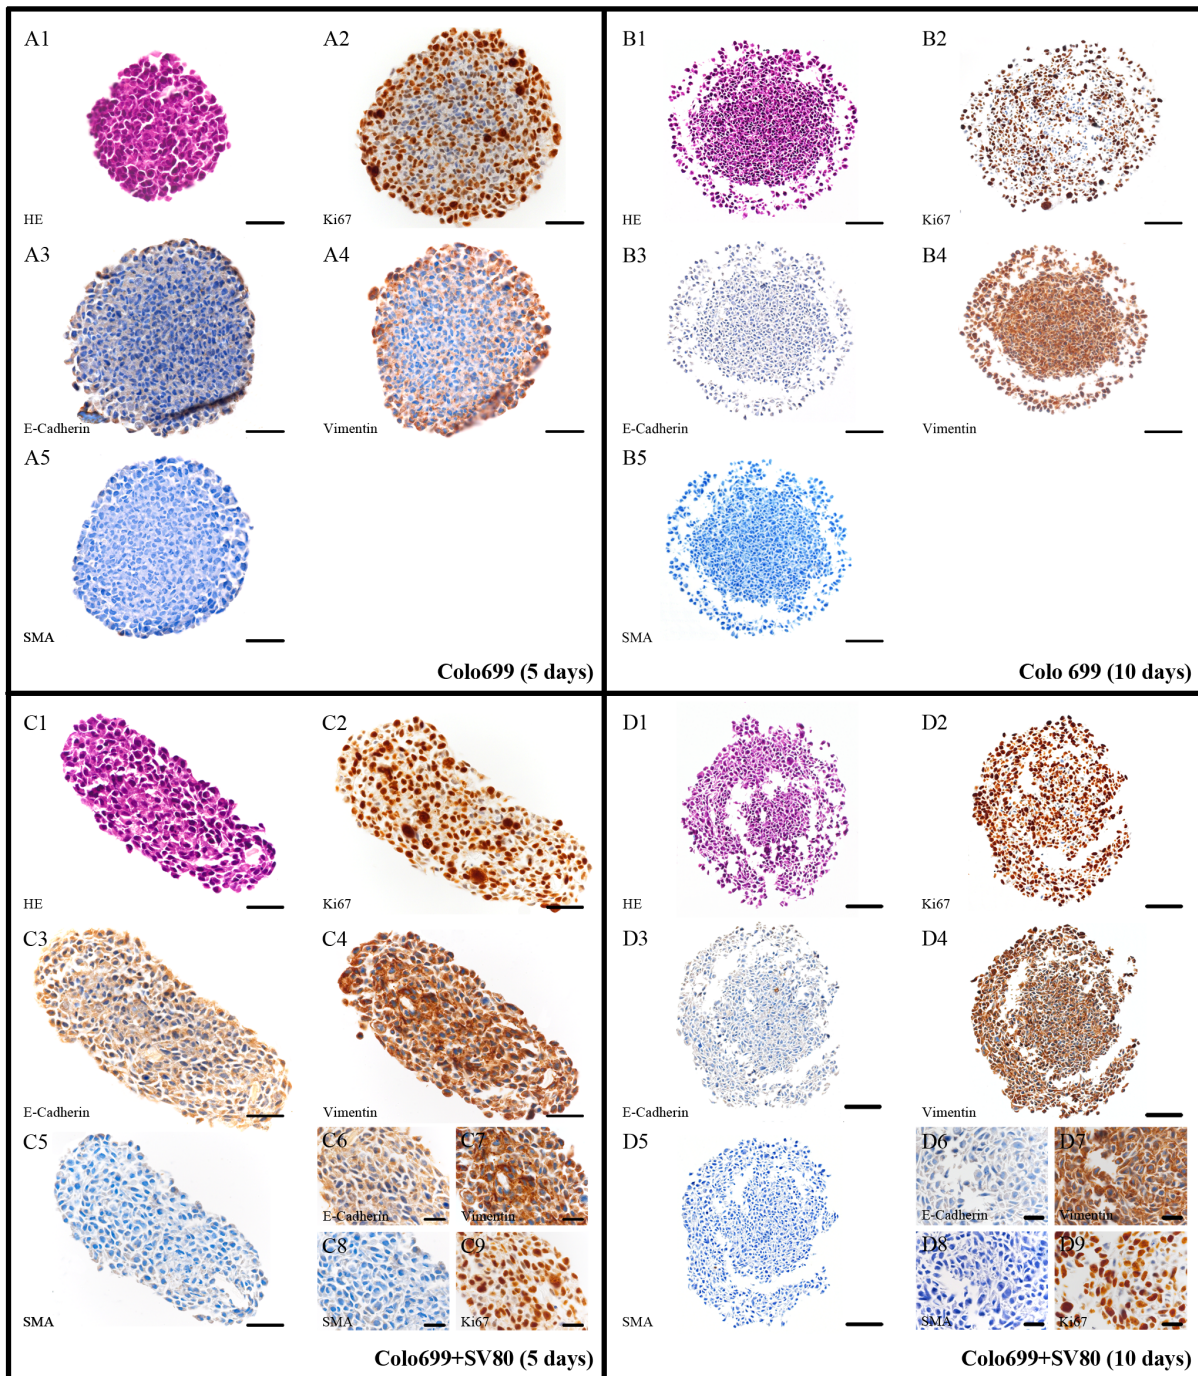 A1
HE
A2
Ki67
A3
E-Cadherin
A4
Vimentin
A5
SMA
Colo699 (5 days)
B1
HE
B2
Ki67
B3
E-Cadherin
B4
Vimentin
B5
SMA
Colo 699 (10 days)
C1
HE
C2
Ki67
C3
E-Cadherin
C4
Vimentin
C5
SMA
C6
E-Cadherin
C7
Vimentin
C8
SMA
C9
Ki67
Colo699+SV80 (5 days)
D1
HE
D2
Ki67
D3
E-Cadherin
D4
Vimentin
D5
SMA
D6
E-Cadherin
D7
Vimentin
D8
SMA
D9
Ki67
Colo699+SV80 (10 days)